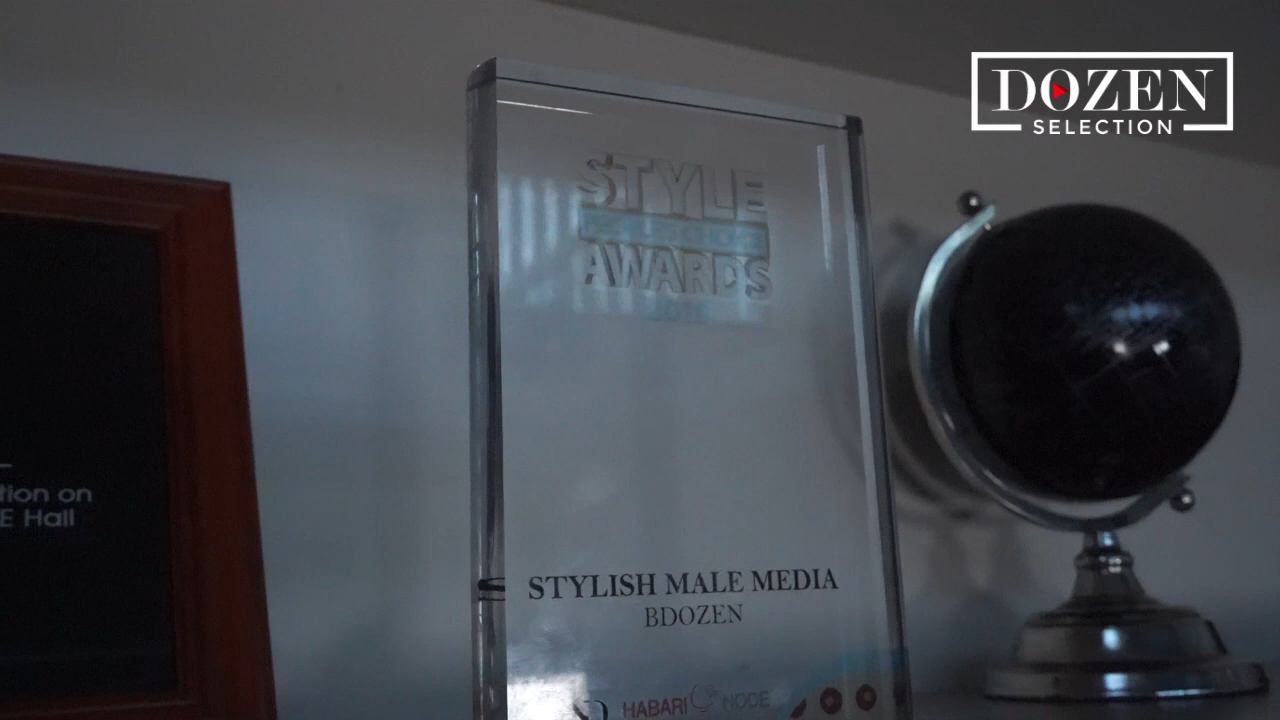 DOZEN
SELECTION
STYLE
AWARDS
tion on
E Hall
STYLISH MALE MEDIA
BDOZEN
HABARI NODE